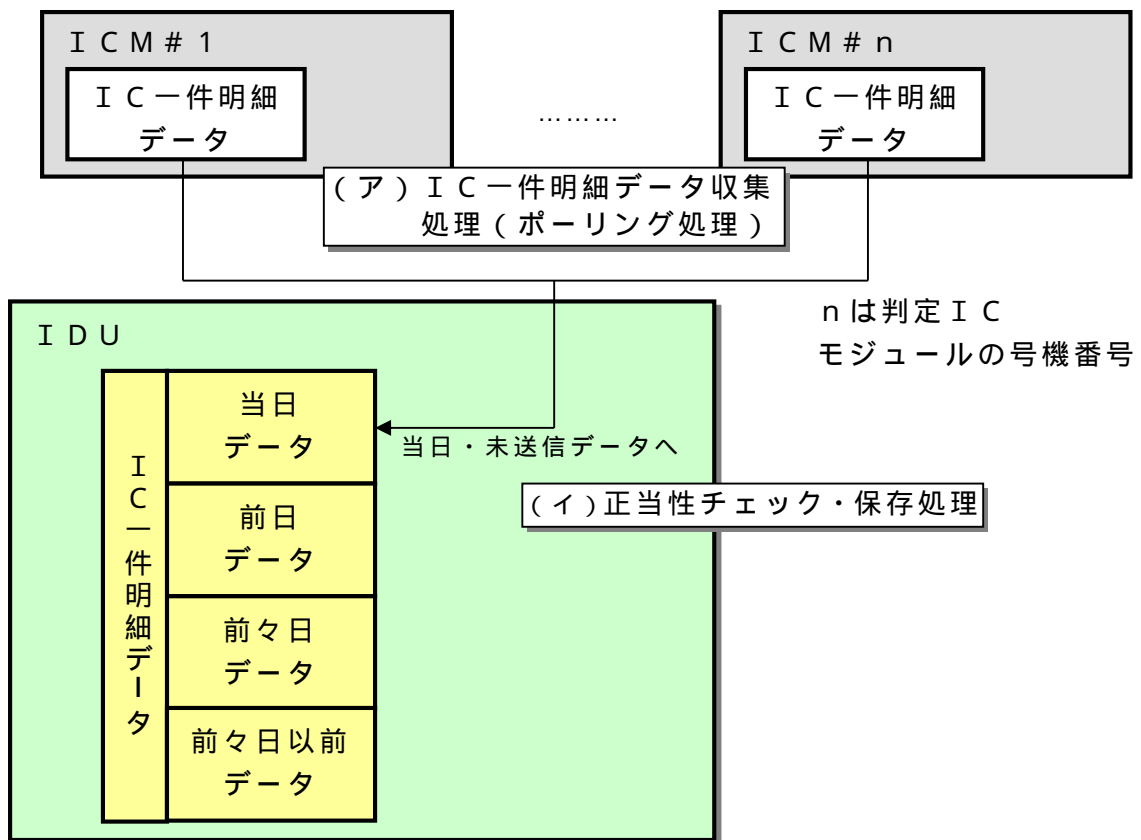 ＩＣＭ＃１
ＩＣ一件明細
データ
………
ＩＣＭ＃ｎ
ＩＣ一件明細
データ
（ア）ＩＣ一件明細データ収集
処理（ポーリング処理）
ｎは判定ＩＣ
モジュールの号機番号
ＩＤＵ
ＩＣ一件明細データ
当日
データ
当日・未送信データへ
（イ）正当性チェック・保存処理
前日
データ
前々日
データ
前々日以前
データ